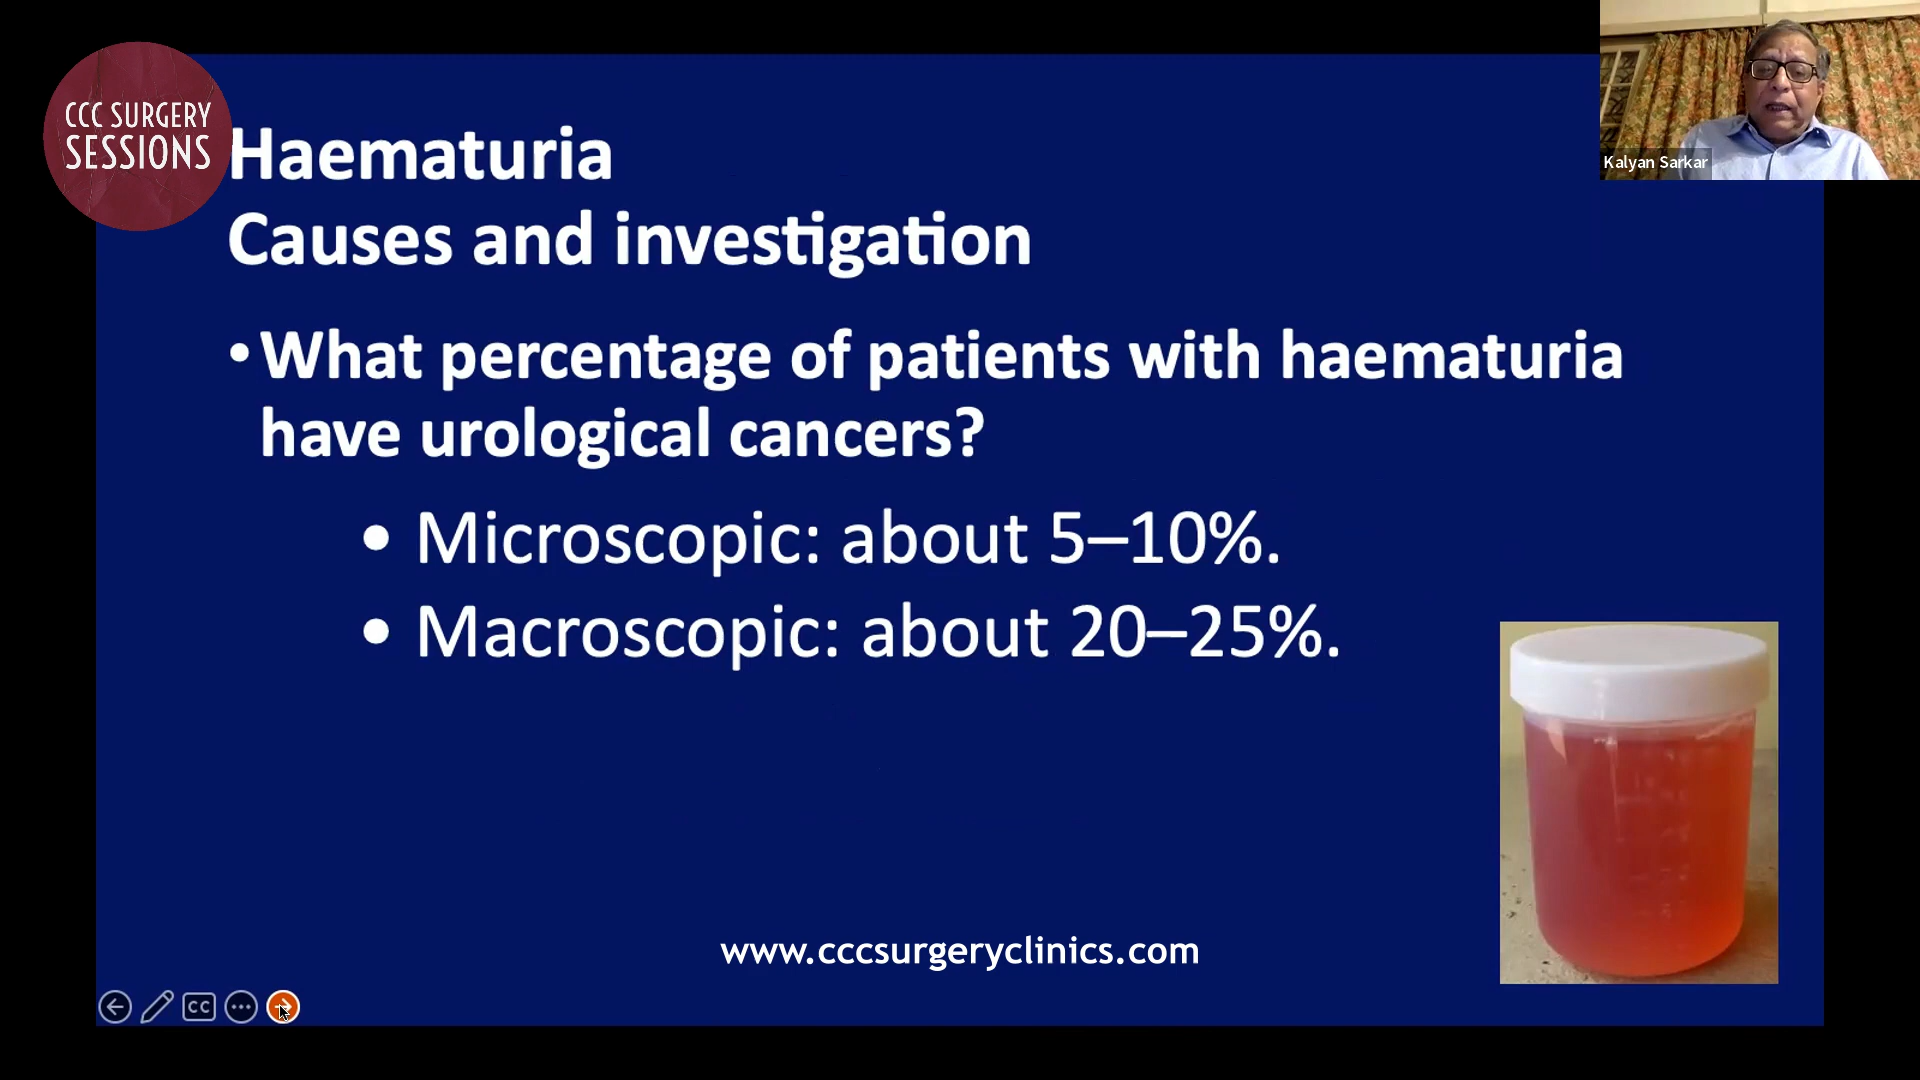 CCC SURGERY
SESSIONS
Haematuria
Causes and investigation
• What percentage of patients with haematuria
have urological cancers?
• Microscopic: about 5–10%.
• Macroscopic: about 20–25%.
www.cccsurgeryclinics.com
Kalyan Sarkar
CC